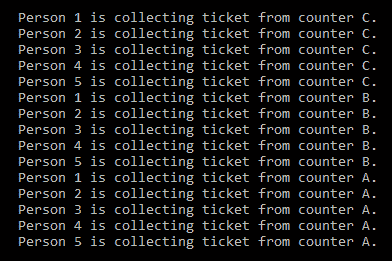 Person 1 is collecting ticket from counter C.
Person 2 is collecting ticket from counter C.
Person 3 is collecting ticket from counter C.
Person 4 is collecting ticket from counter C.
Person 5 is collecting ticket from counter C.
Person 1 is collecting ticket from counter B.
Person 2 is collecting ticket from counter B.
Person 3 is collecting ticket from counter B.
Person 4 is collecting ticket from counter B.
Person 5 is collecting ticket from counter B.
Person 1 is collecting ticket from counter A.
Person 2 is collecting ticket from counter A.
Person 3 is collecting ticket from counter A.
Person 4 is collecting ticket from counter A.
Person 5 is collecting ticket from counter A.